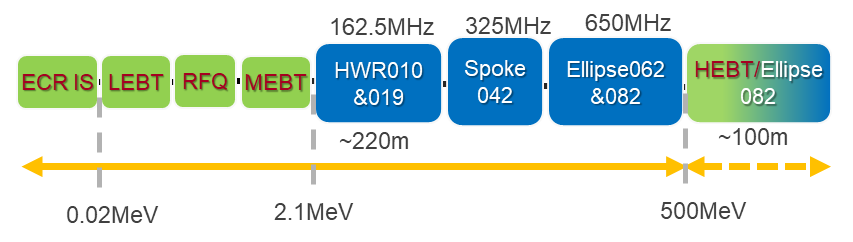 162.5MHz 325MHz 650MHz
ECR IS LEBT RFQ MEBT
HWR010
&019
Spoke
042
Ellipse062
&082
HEBT/Ellipse
082
~220m ~100m
0.02MeV 2.1MeV 500MeV